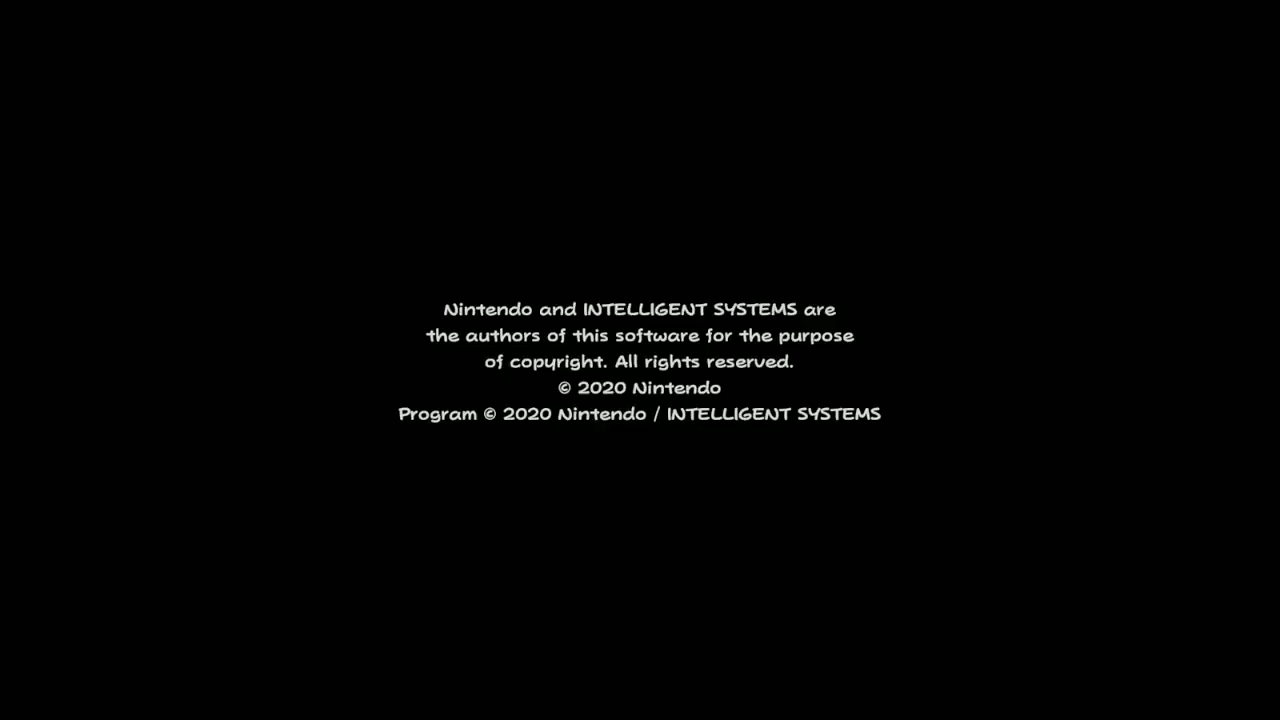 Nintendo and INTELLIGENT SYSTEMS are
the authors of this software for the purpose
of copyright. All rights reserved.
© 2020 Nintendo
Program © 2020 Nintendo / INTELLIGENT SYSTEMS